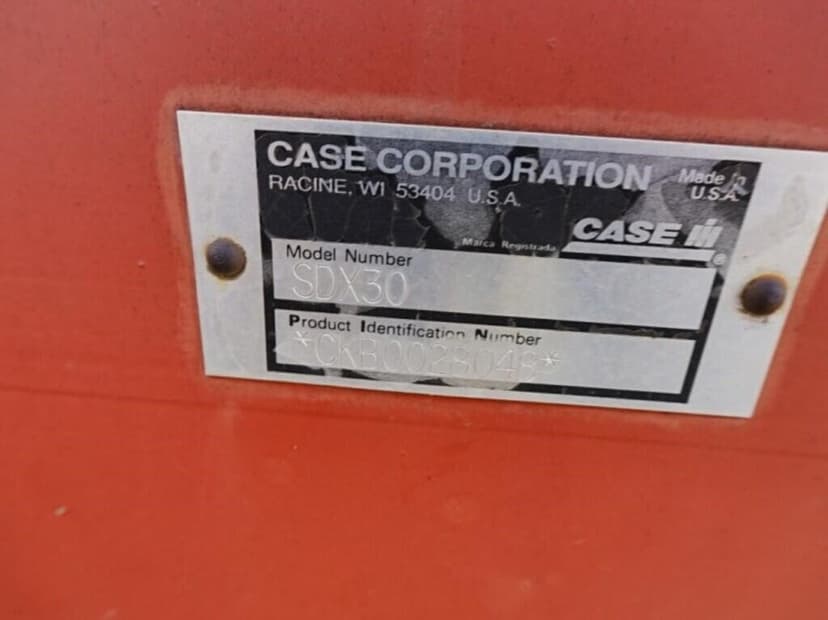 CASE CORPORATION
Made in
U.S.A.
RACINE, WI 53404 U.S.A.
Marca Registrada
CASE IH
®
Model Number
SDX30
Product Identification Number